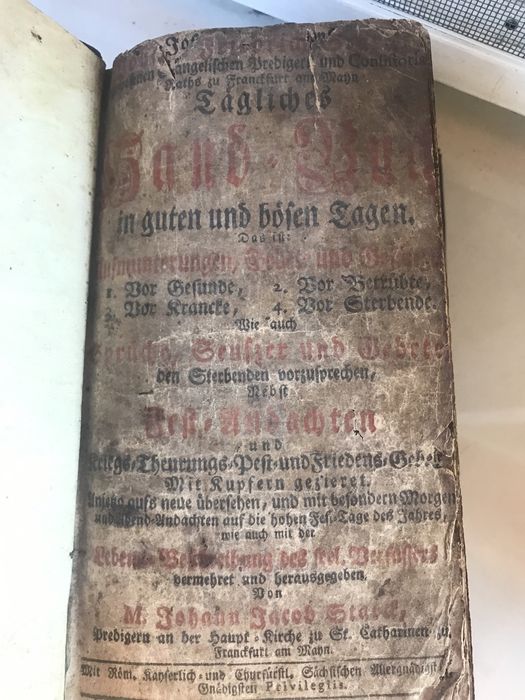 Evangelischen Predigers und Consistorial
Raths zu Franckfurt am Mayn
Tägliches
Hand-Buch
in guten und bösen Tagen.
Das ist:
Aufmunterungen, Gebet und
1. Vor Gesunde, 2. Vor Betrübte,
3. Vor Krancke, 4. Vor Sterbende.
Wie auch
Sprüche, Seufzer und Gebete
den Sterbenden vorzusprechen,
Nebst
Fest-Andachten
und
Kriegs-Theurungs-Pest-und Friedens-Gebet
Mit Kupfern gezieret.
Anjetzo aufs neue übersehen, und mit besondern Morgen
und Abend-Andachten auf die hohen Fest-Tage des Jahres,
wie auch mit der
Lebens-Beschreibung des sel. Verfassers
vermehret und herausgegeben.
Von
M. Johann Jacob Starck,
Predigern an der Haupt-Kirche zu St. Catharinen zu
Franckfurt am Mayn.
Mit Röm. Kayserlich-und Churfürstl. Sächsischen Allergnädigst
Gnädigsten Privilegiis.